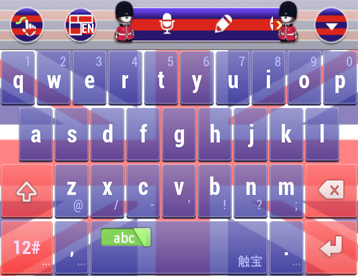 EN
1 2 3 4 5 6 7 8 9 0
q w e r t y u i o p
a s d f g h j k l
z x c v b n m
@ / - _ ! ? ;
12# , abc 触宝 .
... ...